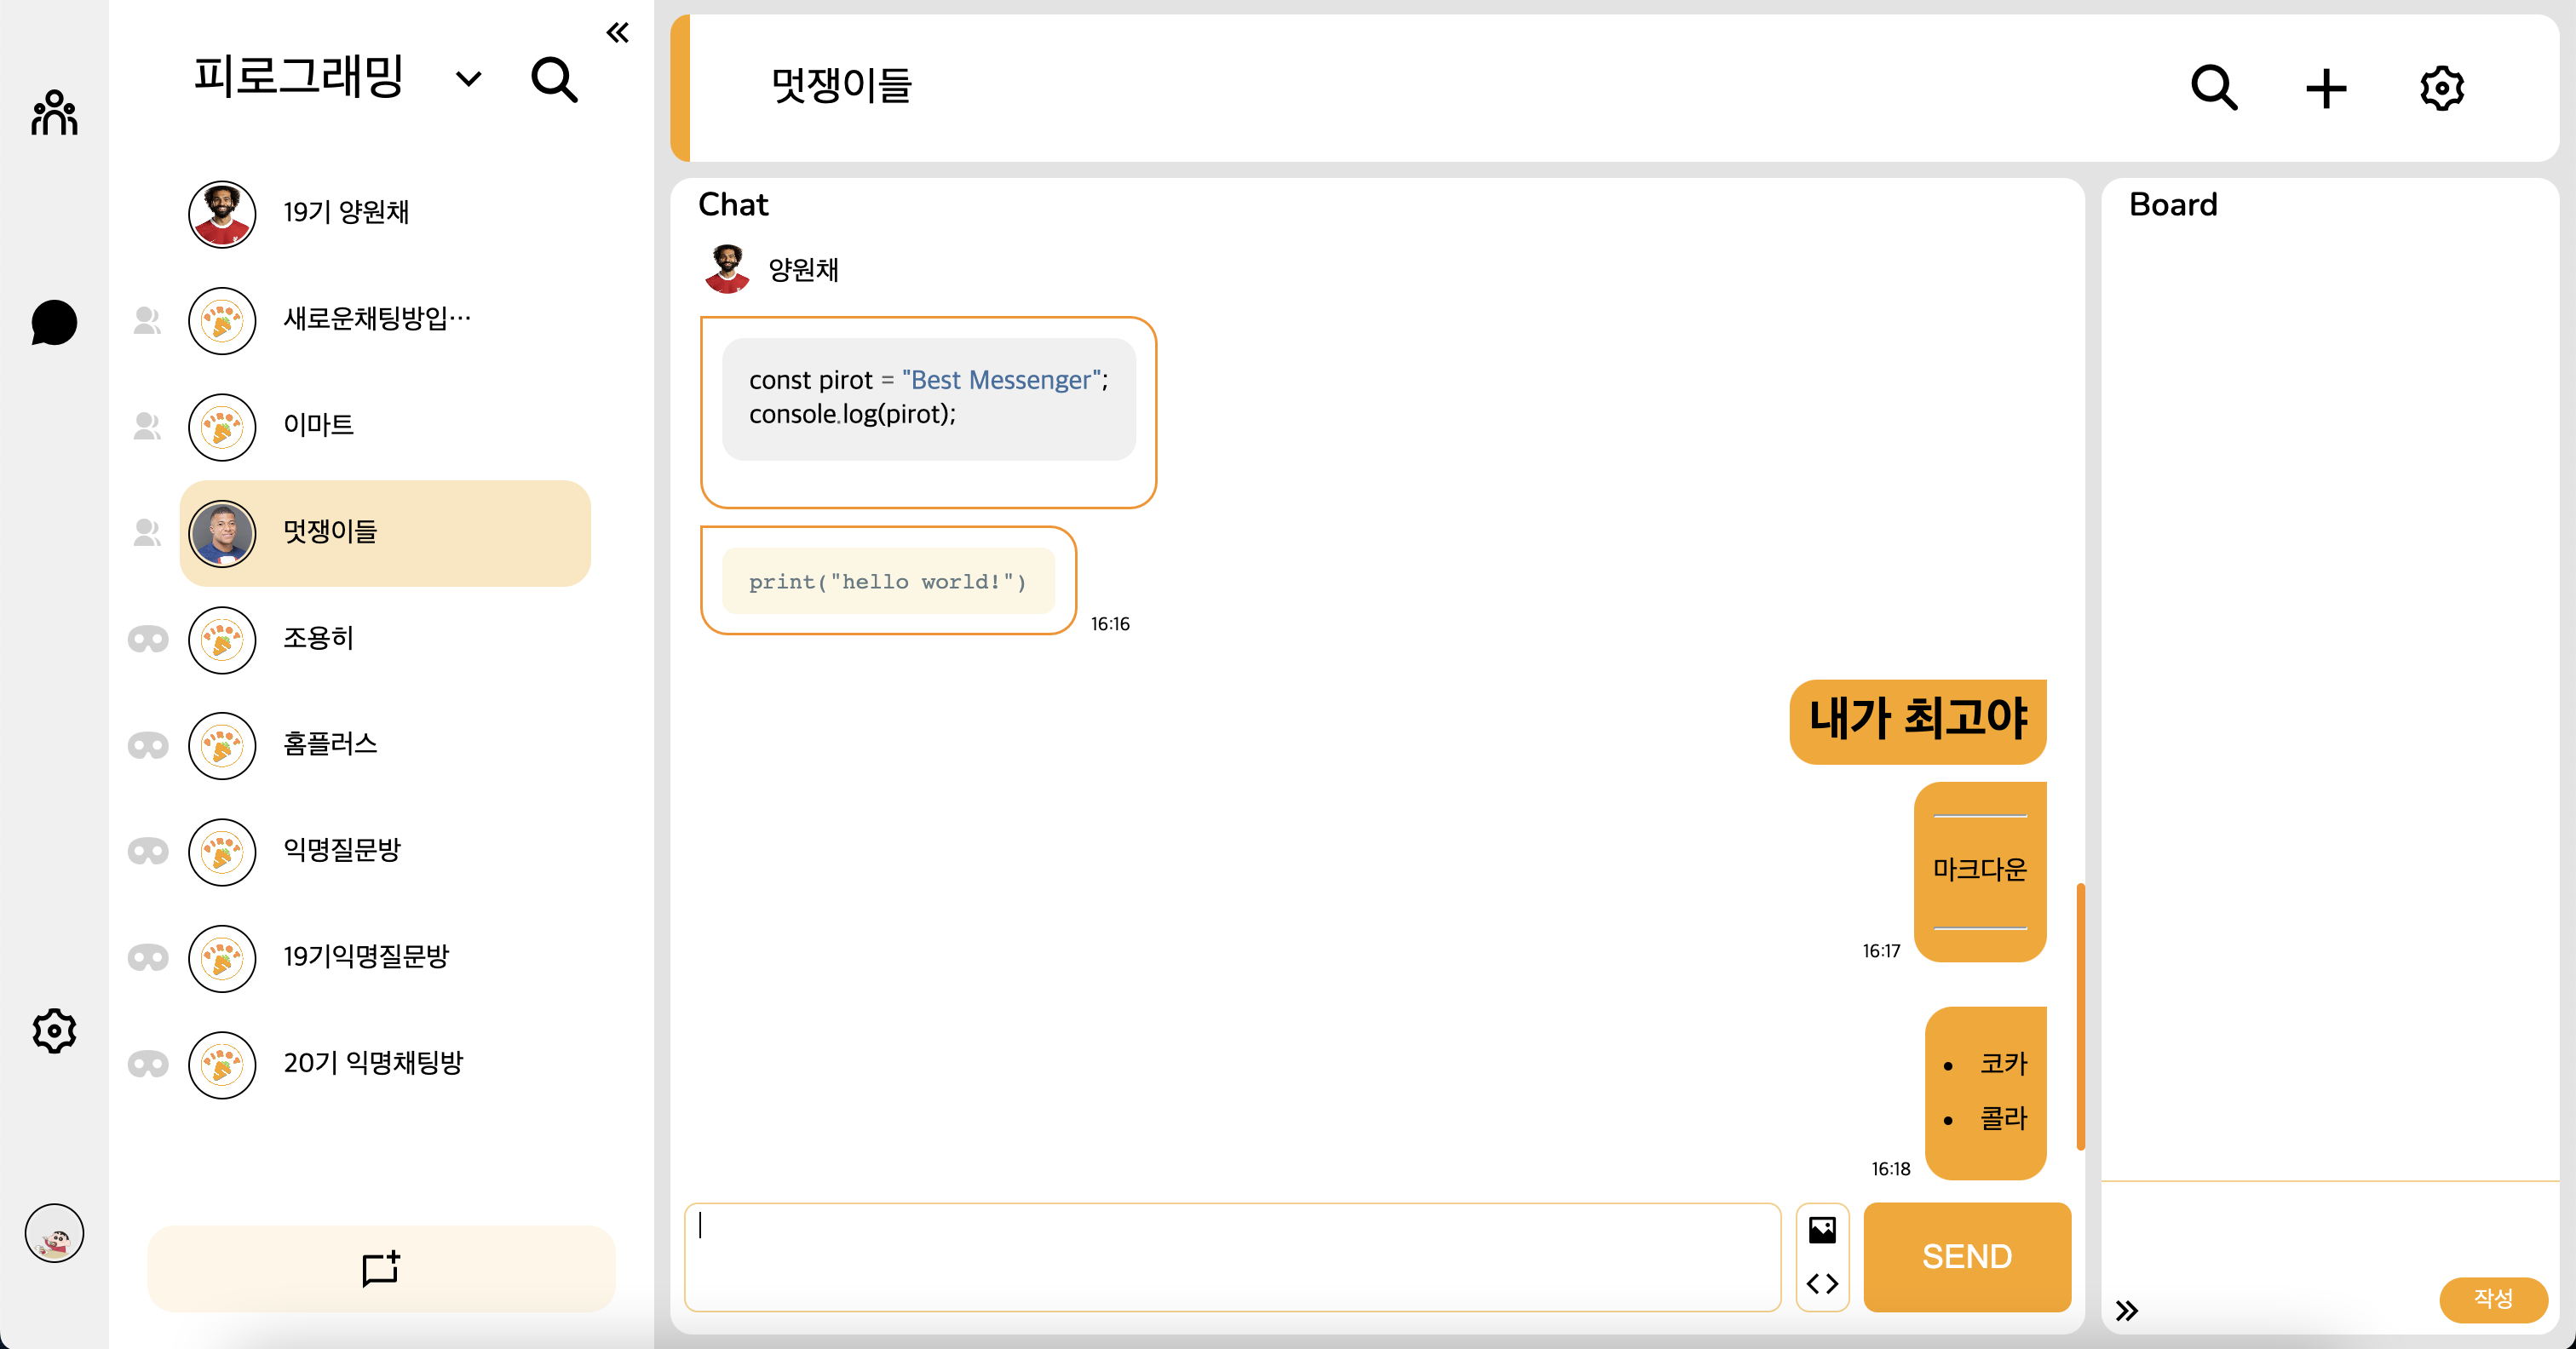 피로그래밍
19기 양원채
새로운채팅방입…
이마트
멋쟁이들
조용히
홈플러스
익명질문방
19기익명질문방
20기 익명채팅방
멋쟁이들
Chat
양원채
const pirot = "Best Messenger";
console.log(pirot);
print("hello world!")
16:16
내가 최고야
마크다운
16:17
• 코카
• 콜라
16:18
SEND
Board
작성